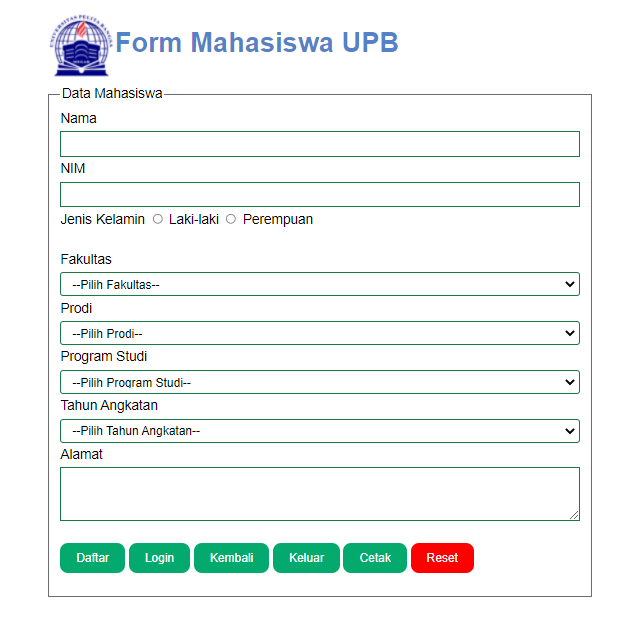 UNIVERSITAS PELITA BANGSA
Form Mahasiswa UPB
Data Mahasiswa
Nama
NIM
Jenis Kelamin Laki-laki Perempuan
Fakultas
--Pilih Fakultas--
Prodi
--Pilih Prodi--
Program Studi
--Pilih Program Studi--
Tahun Angkatan
--Pilih Tahun Angkatan--
Alamat
Daftar Login Kembali Keluar Cetak Reset